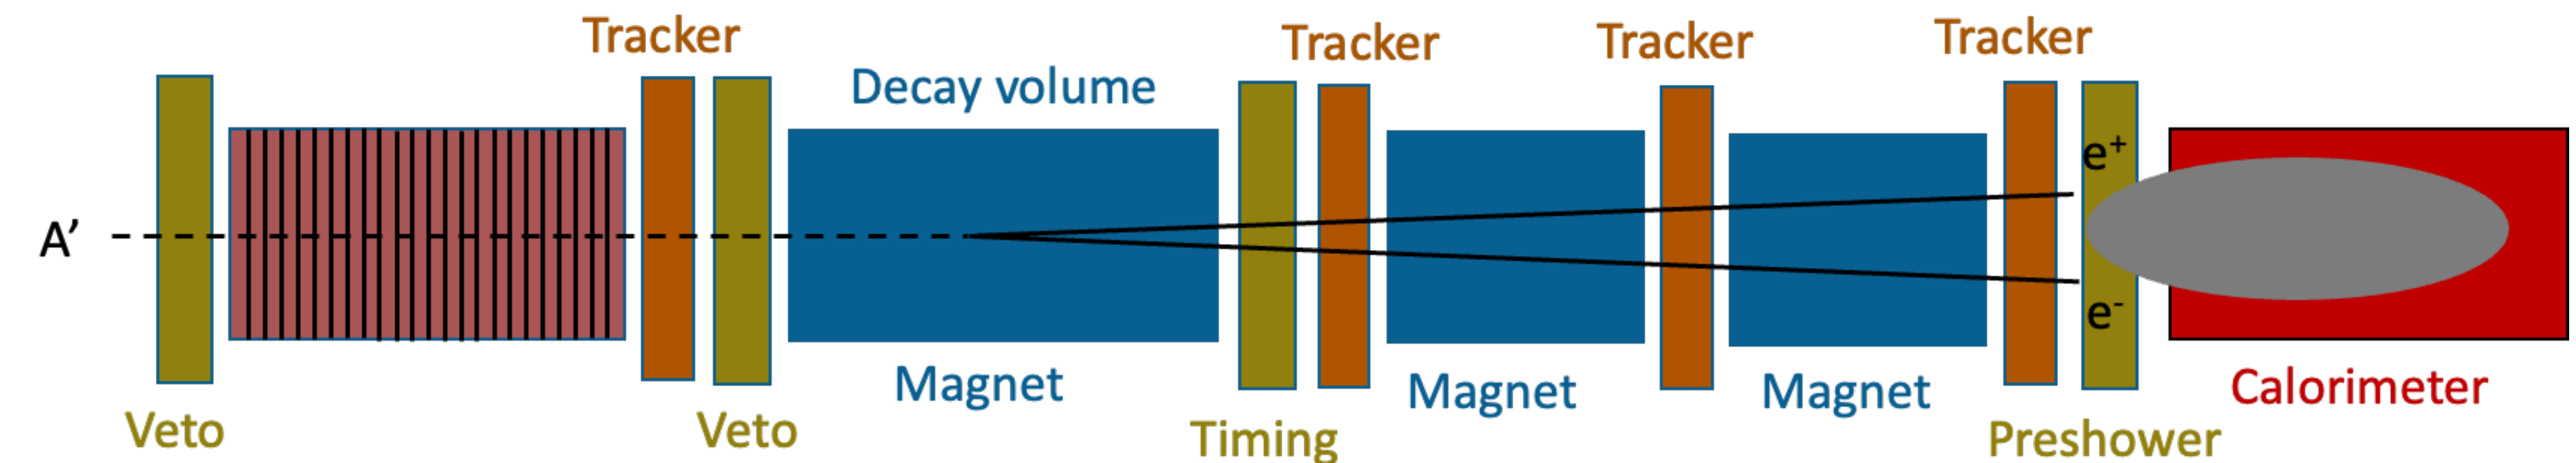 Tracker
Tracker
Tracker
Tracker
Decay volume
A’
e⁺
e⁻
Magnet
Magnet
Magnet
Calorimeter
Veto
Veto
Timing
Preshower